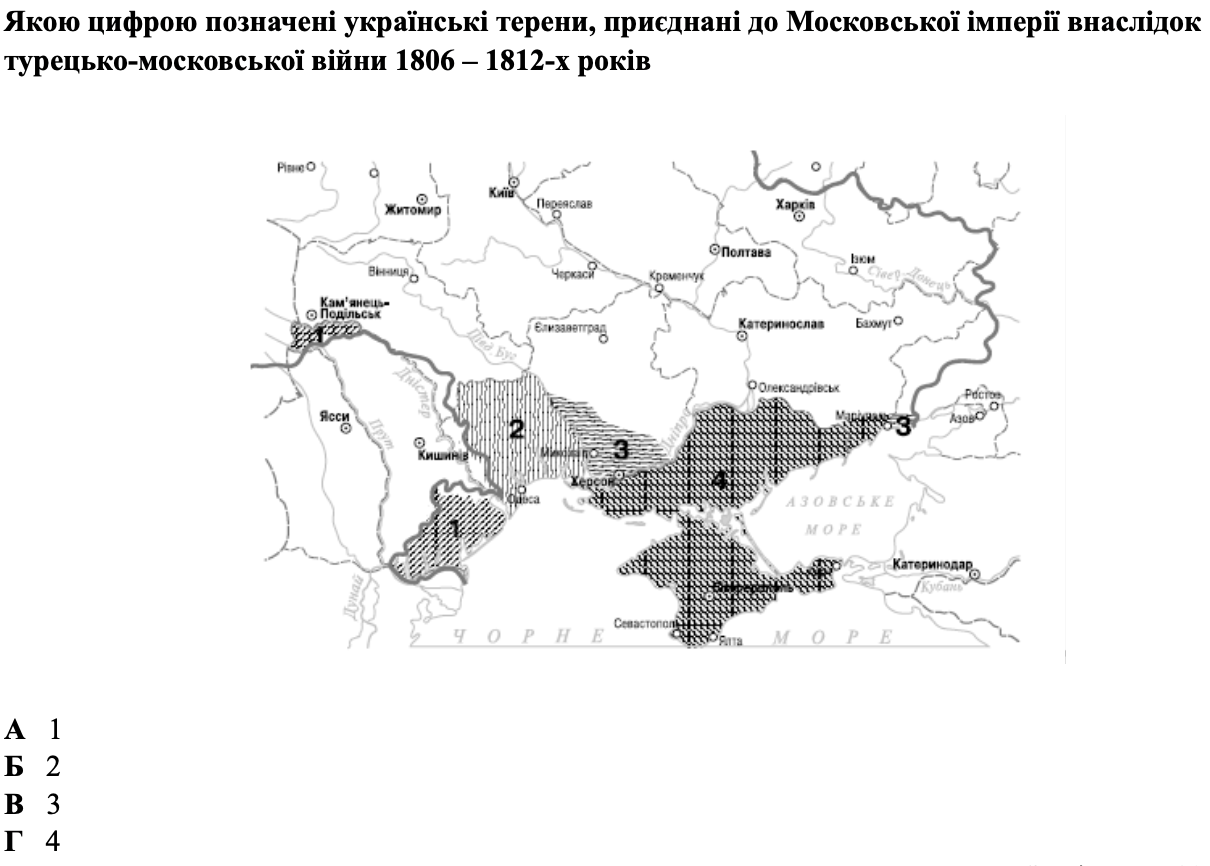 Якою цифрою позначені українські терени, приєднані до Московської імперії внаслідок
турецько-московської війни 1806 – 1812-х років
Рівне
Київ
Житомир
Переяслав
Харків
Полтава
Ізюм
Сівер. Донець
Вінниця
Черкаси
Кременчук
Кам'янець-
Подільськ
1
Єлизаветград
Катеринослав
Бахмут
Півд. Буг
Дністер
Олександрівськ
Ростов
Ясси
Прут
2
Дніпро
Маріуполь
3
Азов
Кишинів
Миколаїв
3
Херсон
4
Одеса
1
АЗОВСЬКЕ
МОРЕ
Катеринодар
Кубань
Дунай
Сімферополь
Севастополь
Ялта
ЧОРНЕ МОРЕ
А 1
Б 2
В 3
Г 4